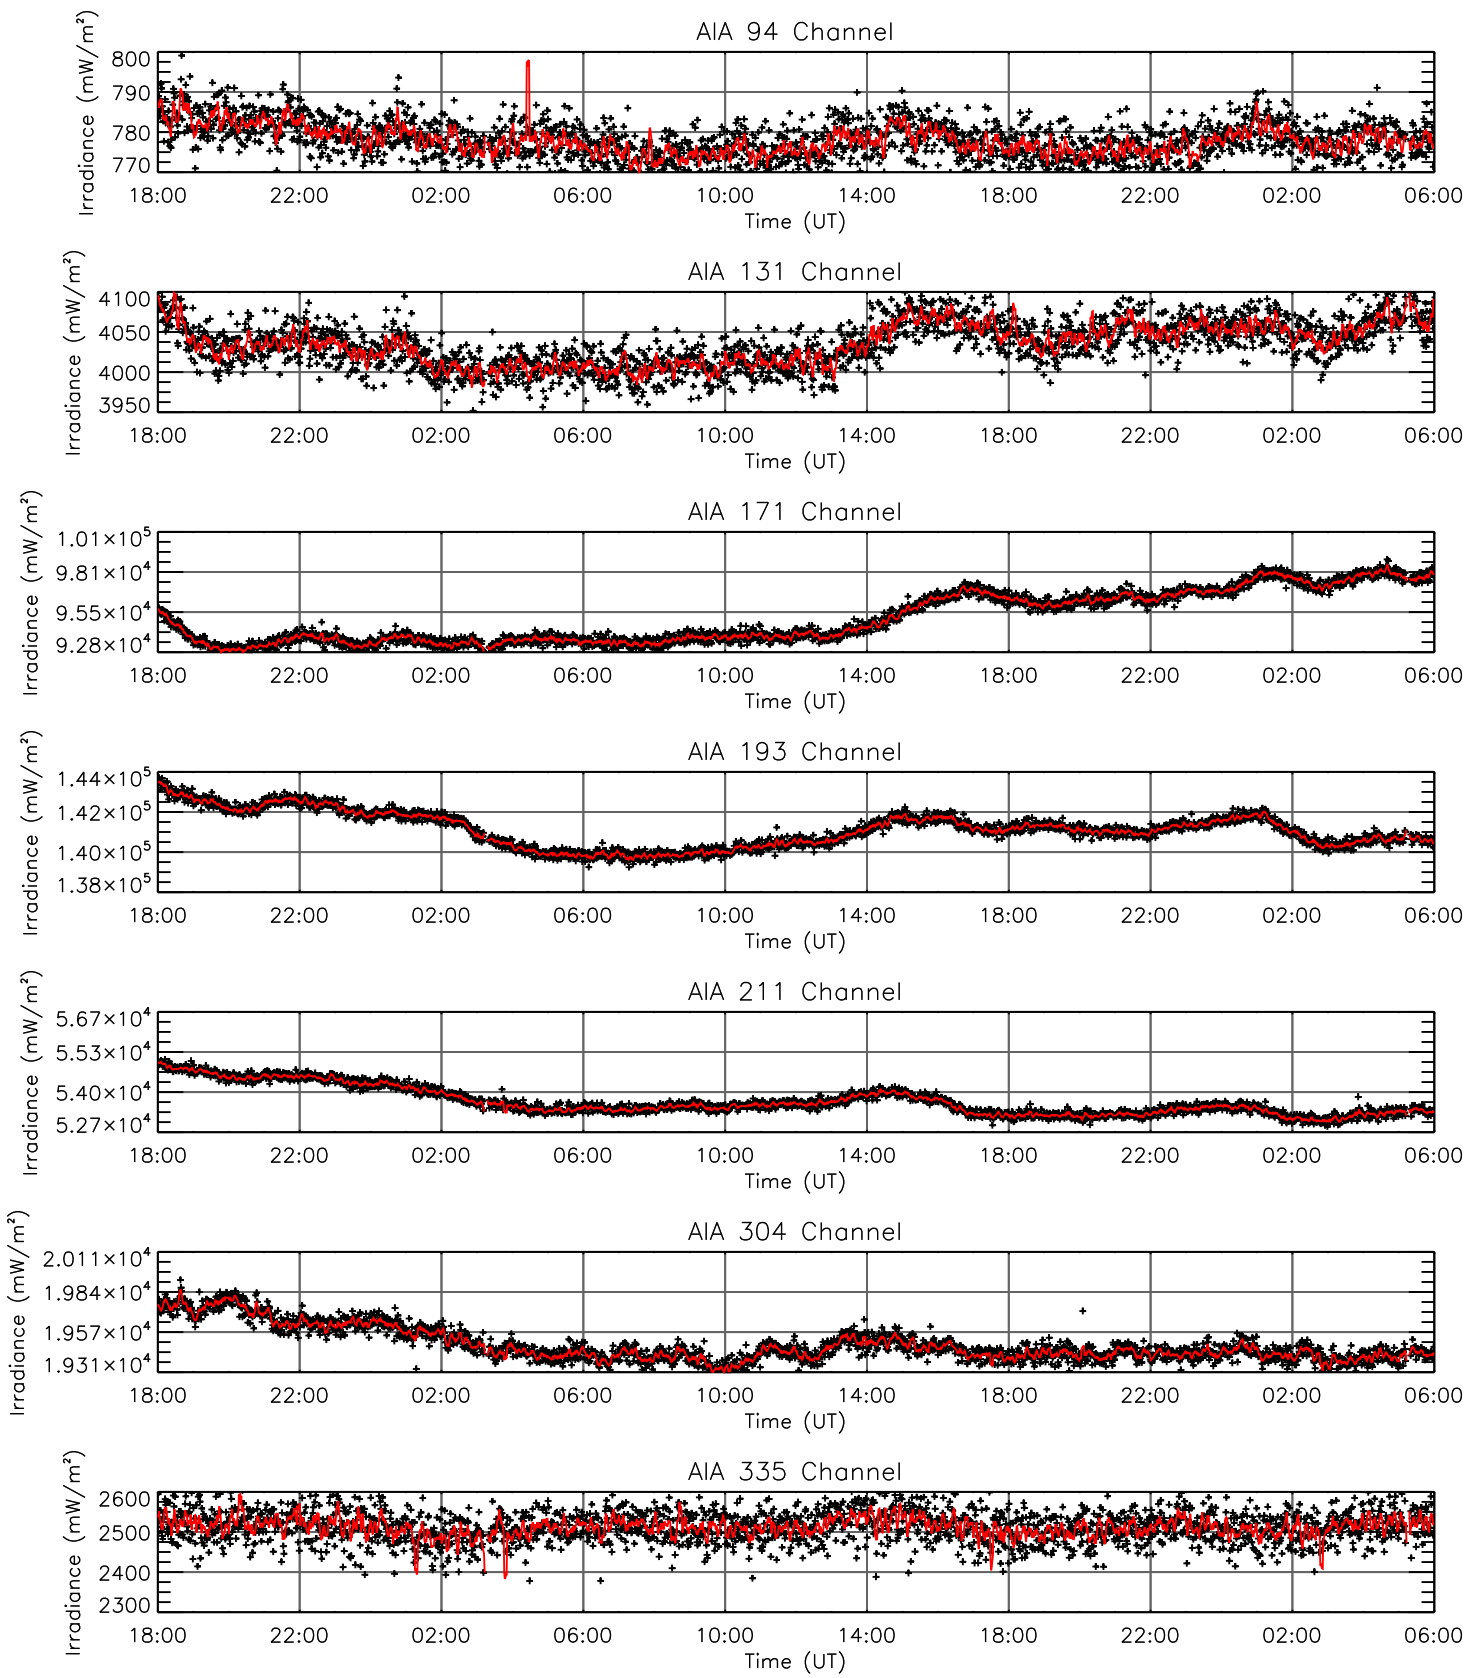 AIA 94 Channel
Irradiance (mW/m²)
800
790
780
770
18:00 22:00 02:00 06:00 10:00 14:00 18:00 22:00 02:00 06:00
Time (UT)
AIA 131 Channel
Irradiance (mW/m²)
4100
4050
4000
3950
18:00 22:00 02:00 06:00 10:00 14:00 18:00 22:00 02:00 06:00
Time (UT)
AIA 171 Channel
Irradiance (mW/m²)
1.01×10⁵
9.81×10⁴
9.55×10⁴
9.28×10⁴
18:00 22:00 02:00 06:00 10:00 14:00 18:00 22:00 02:00 06:00
Time (UT)
AIA 193 Channel
Irradiance (mW/m²)
1.44×10⁵
1.42×10⁵
1.40×10⁵
1.38×10⁵
18:00 22:00 02:00 06:00 10:00 14:00 18:00 22:00 02:00 06:00
Time (UT)
AIA 211 Channel
Irradiance (mW/m²)
5.67×10⁴
5.53×10⁴
5.40×10⁴
5.27×10⁴
18:00 22:00 02:00 06:00 10:00 14:00 18:00 22:00 02:00 06:00
Time (UT)
AIA 304 Channel
Irradiance (mW/m²)
2.011×10⁴
1.984×10⁴
1.957×10⁴
1.931×10⁴
18:00 22:00 02:00 06:00 10:00 14:00 18:00 22:00 02:00 06:00
Time (UT)
AIA 335 Channel
Irradiance (mW/m²)
2600
2500
2400
2300
18:00 22:00 02:00 06:00 10:00 14:00 18:00 22:00 02:00 06:00
Time (UT)